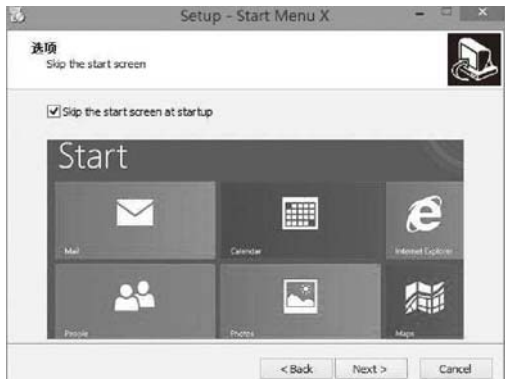 Setup - Start Menu X
选项
Skip the start screen
Skip the start screen at startup
Start
Mail
Calendar
Internet Explorer
People
Photos
Maps
< Back
Next >
Cancel